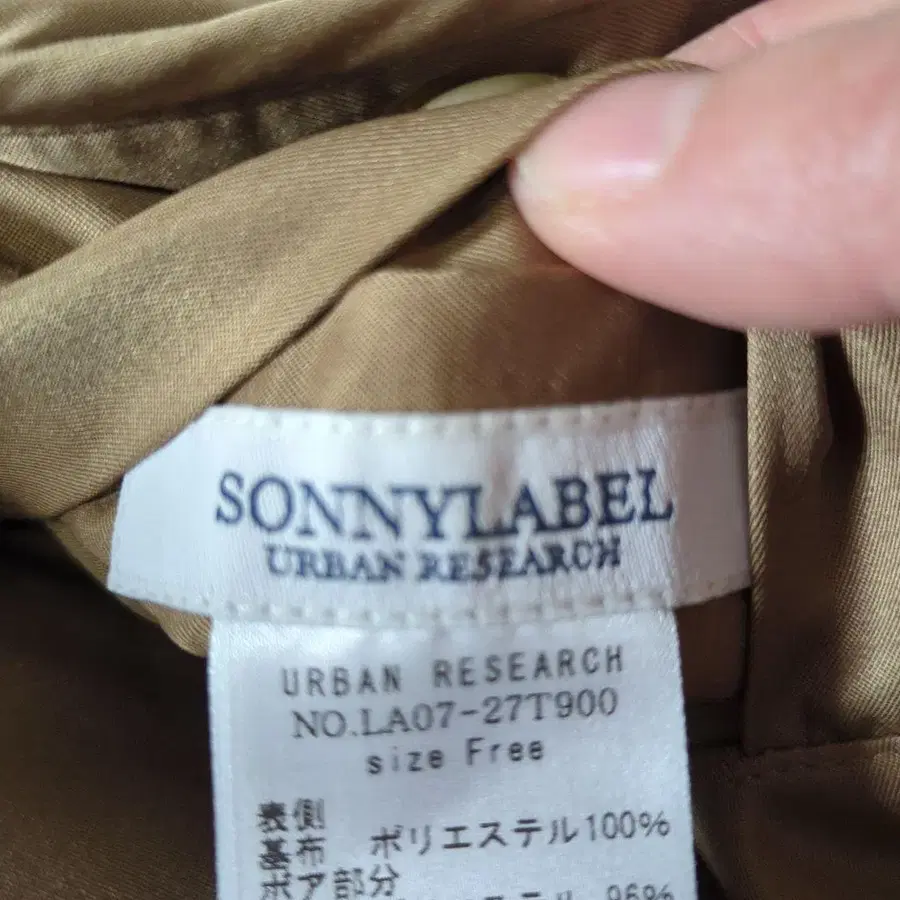 SONNYLABEL
URBAN RESEARCH
URBAN RESEARCH
NO.LA07-27T900
size Free
表側
基布 ポリエステル100%
ボア部分
96%